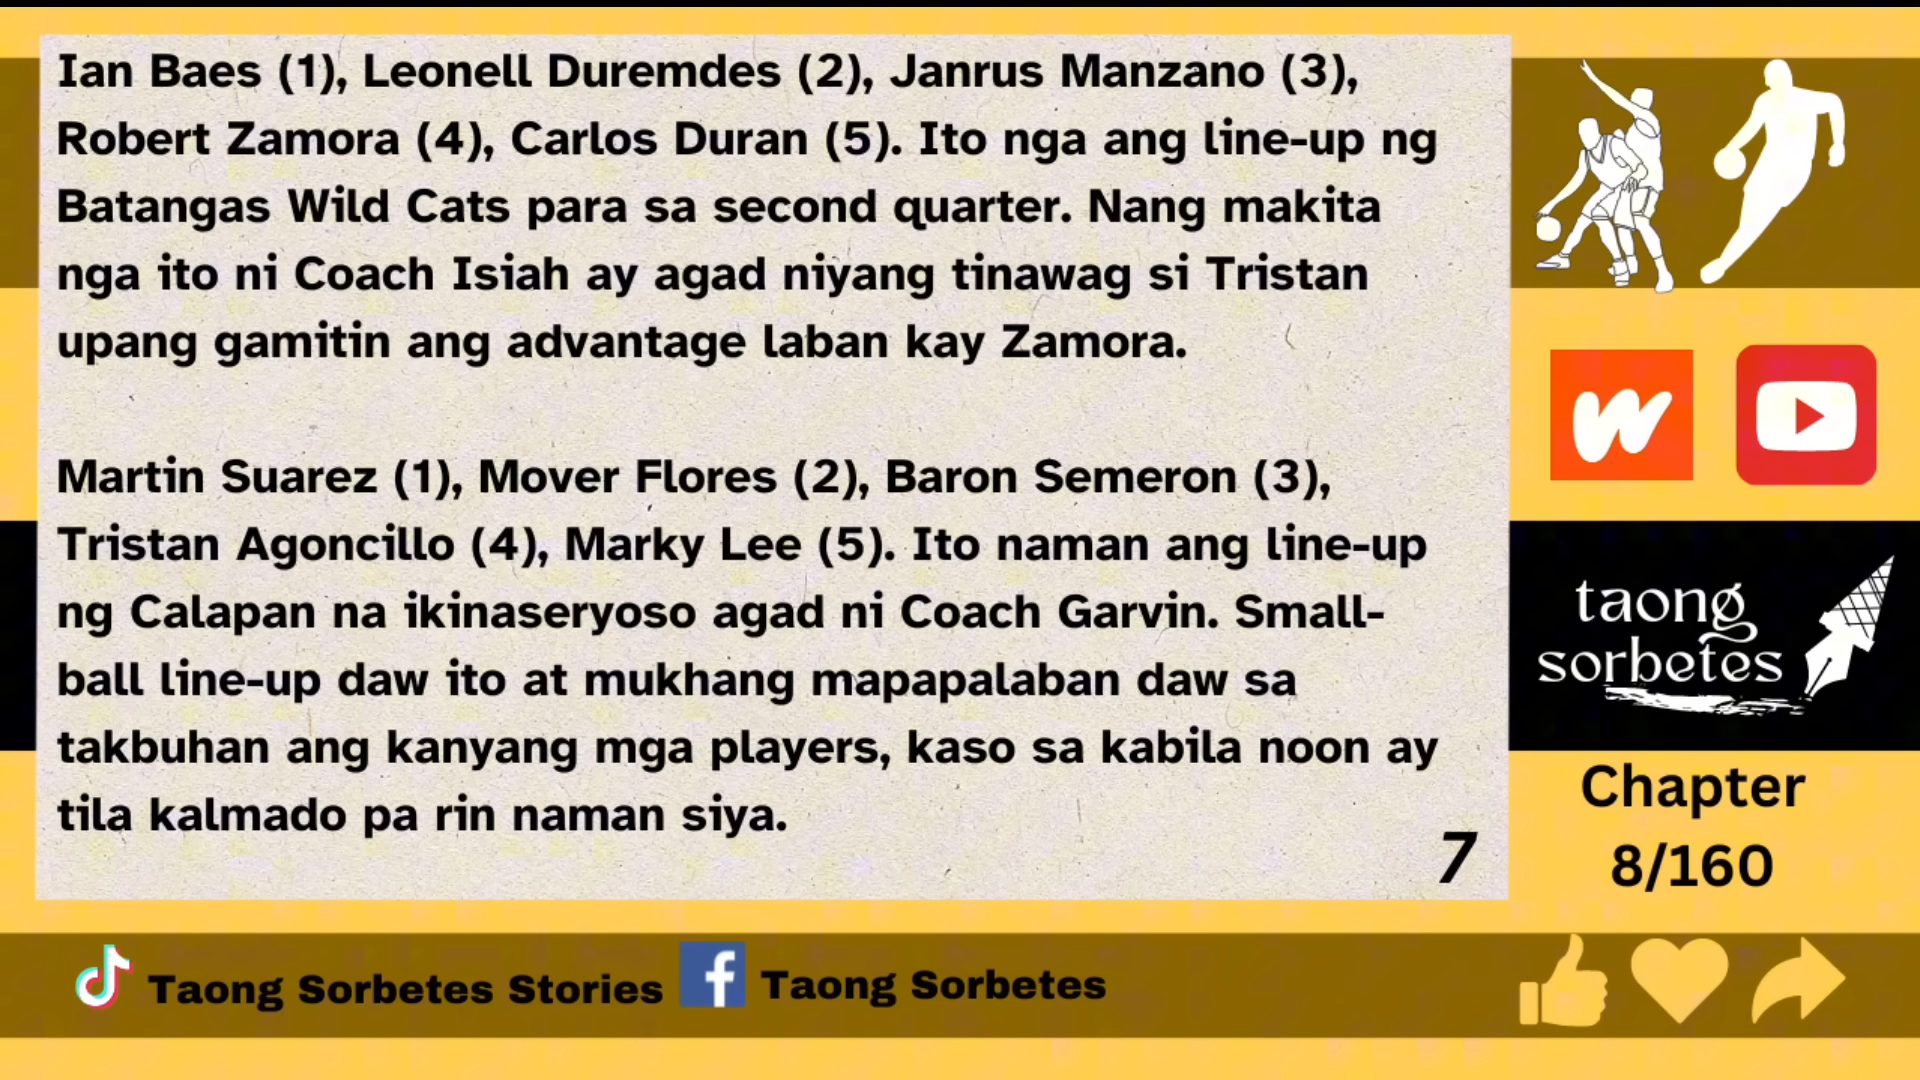 Ian Baes (1), Leonell Duremdes (2), Janrus Manzano (3),
Robert Zamora (4), Carlos Duran (5). Ito nga ang line-up ng
Batangas Wild Cats para sa second quarter. Nang makita
nga ito ni Coach Isiah ay agad niyang tinawag si Tristan
upang gamitin ang advantage laban kay Zamora.
Martin Suarez (1), Mover Flores (2), Baron Semeron (3),
Tristan Agoncillo (4), Marky Lee (5). Ito naman ang line-up
ng Calapan na ikinaseryoso agad ni Coach Garvin. Small-
ball line-up daw ito at mukhang mapapalaban daw sa
takbuhan ang kanyang mga players, kaso sa kabila noon ay
tila kalmado pa rin naman siya.
7
taong
sorbetes
Chapter
8/160
Taong Sorbetes Stories
Taong Sorbetes